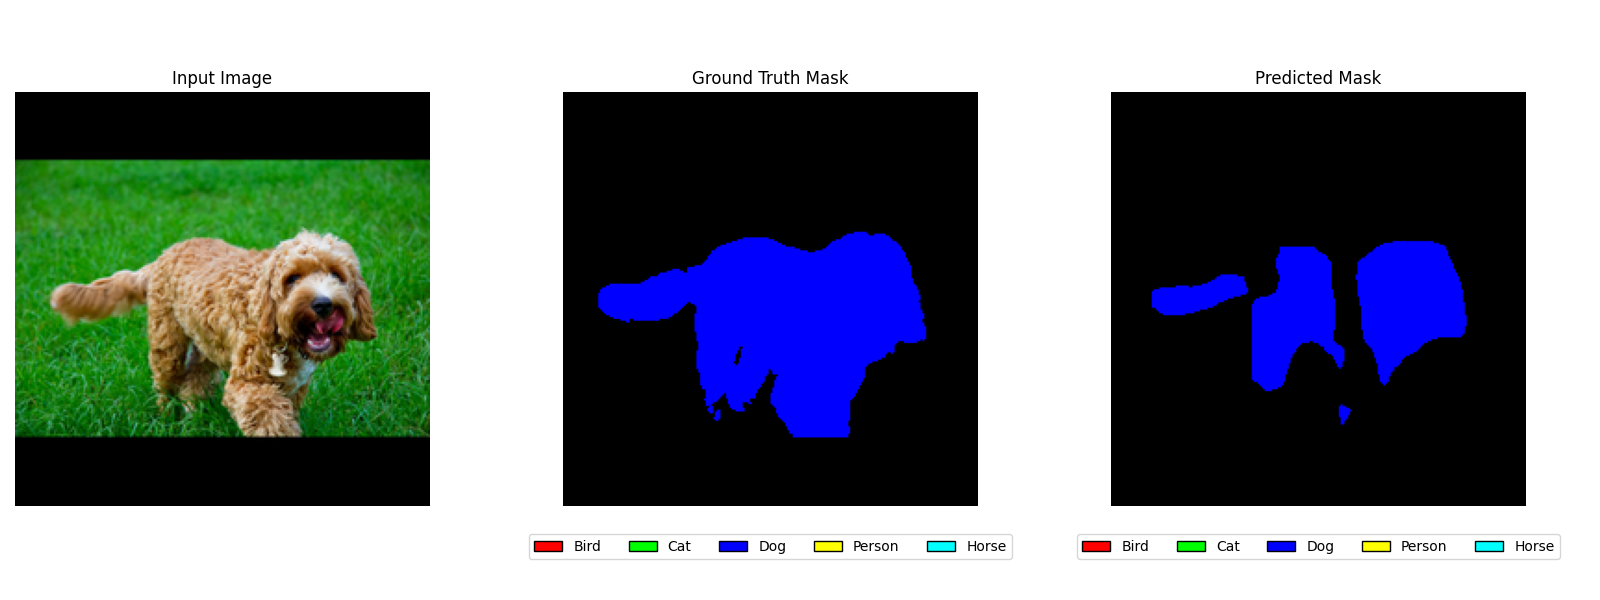 Input Image
Ground Truth Mask
Predicted Mask
Bird Cat Dog Person Horse
Bird Cat Dog Person Horse